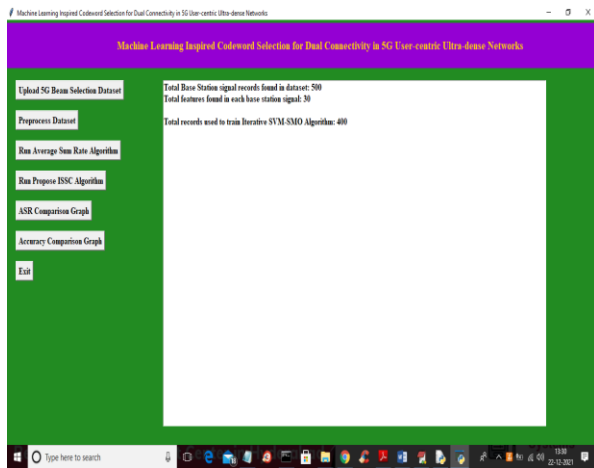 Machine Learning Inspired Codeword Selection for Dual Connectivity in 5G User-centric Ultra-dense Networks
Machine Learning Inspired Codeword Selection for Dual Connectivity in 5G User-centric Ultra-dense Networks
Upload 5G Beam Selection Dataset
Preprocess Dataset
Run Average Sum Rate Algorithm
Run Propose ISSC Algorithm
ASR Comparison Graph
Accuracy Comparison Graph
Exit
Total Base Station signal records found in dataset: 500
Total features found in each base station signal: 30
Total records used to train Iterative SVM-SMO Algorithm: 400
Type here to search
22-12-2021